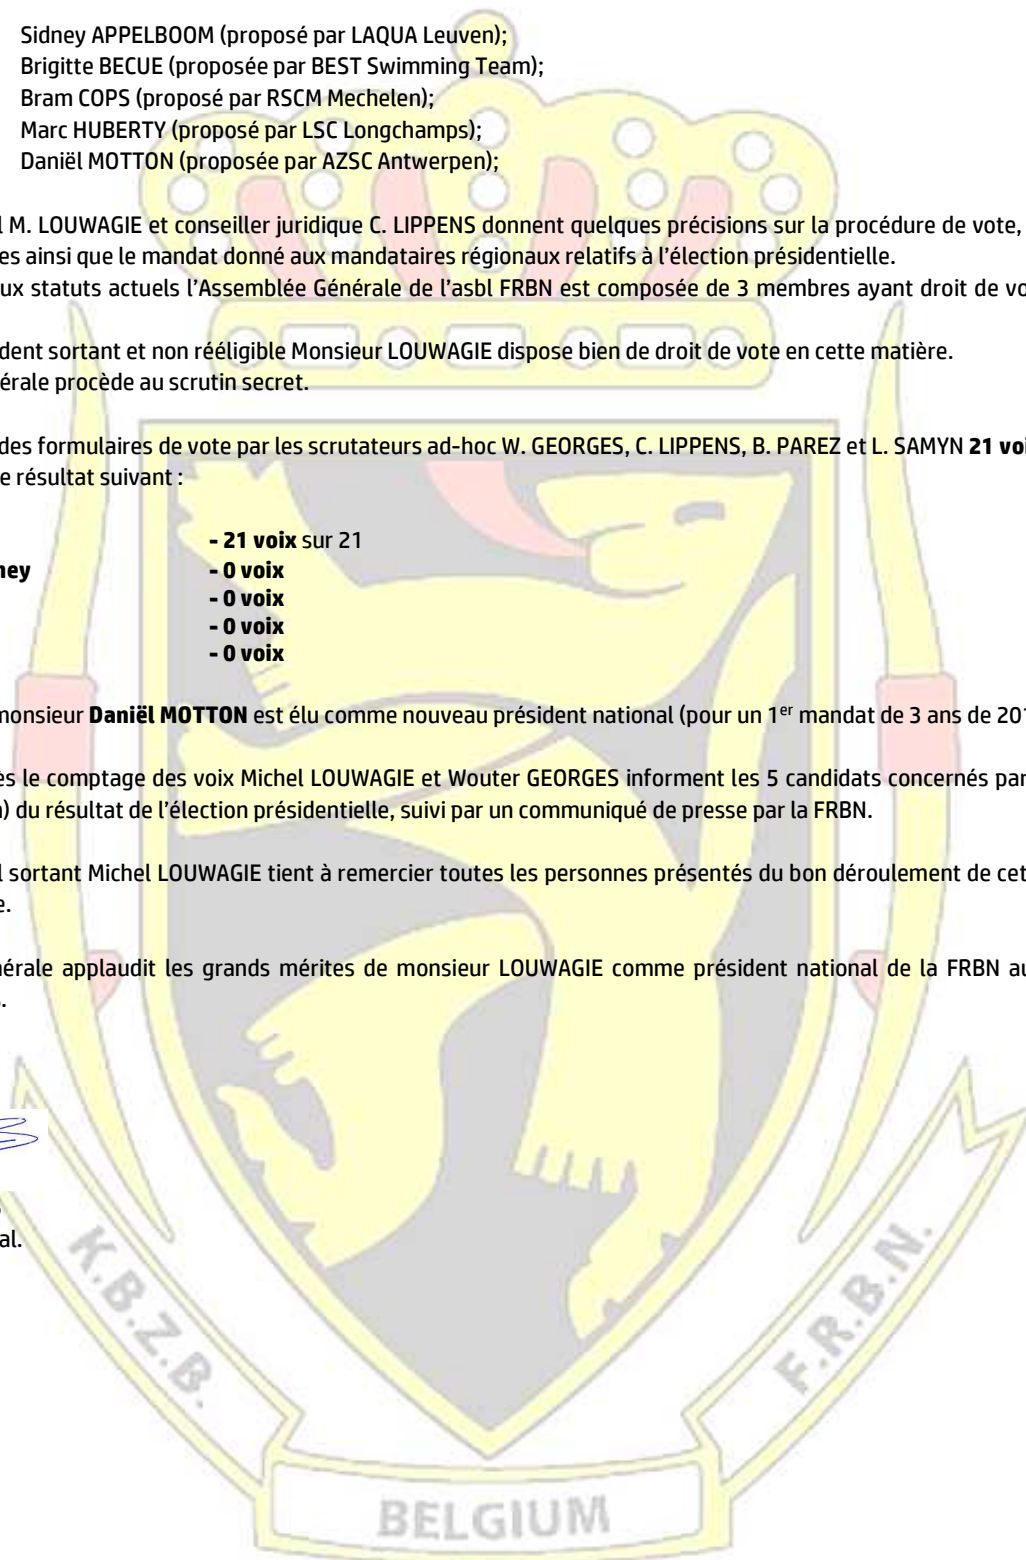 Sidney APPELBOOM (proposé par LAQUA Leuven);
Brigitte BECUE (proposée par BEST Swimming Team);
Bram COPS (proposé par RSCM Mechelen);
Marc HUBERTY (proposé par LSC Longchamps);
Daniël MOTTON (proposée par AZSC Antwerpen);
l M. LOUWAGIE et conseiller juridique C. LIPPENS donnent quelques précisions sur la procédure de vote,
es ainsi que le mandat donné aux mandataires régionaux relatifs à l'élection présidentielle.
ux statuts actuels l'Assemblée Générale de l'asbl FRBN est composée de 3 membres ayant droit de vo
dent sortant et non rééligible Monsieur LOUWAGIE dispose bien de droit de vote en cette matière.
nérale procède au scrutin secret.
des formulaires de vote par les scrutateurs ad-hoc W. GEORGES, C. LIPPENS, B. PAREZ et L. SAMYN 21 voi
e résultat suivant :
- 21 voix sur 21
ney - 0 voix
- 0 voix
- 0 voix
- 0 voix
monsieur Daniël MOTTON est élu comme nouveau président national (pour un 1er mandat de 3 ans de 201
ès le comptage des voix Michel LOUWAGIE et Wouter GEORGES informent les 5 candidats concernés par
) du résultat de l'élection présidentielle, suivi par un communiqué de presse par la FRBN.
l sortant Michel LOUWAGIE tient à remercier toutes les personnes présentés du bon déroulement de cet
e.
nérale applaudit les grands mérites de monsieur LOUWAGIE comme président national de la FRBN au
.
al.
K.B.Z.B.
F.R.B.N.
BELGIUM